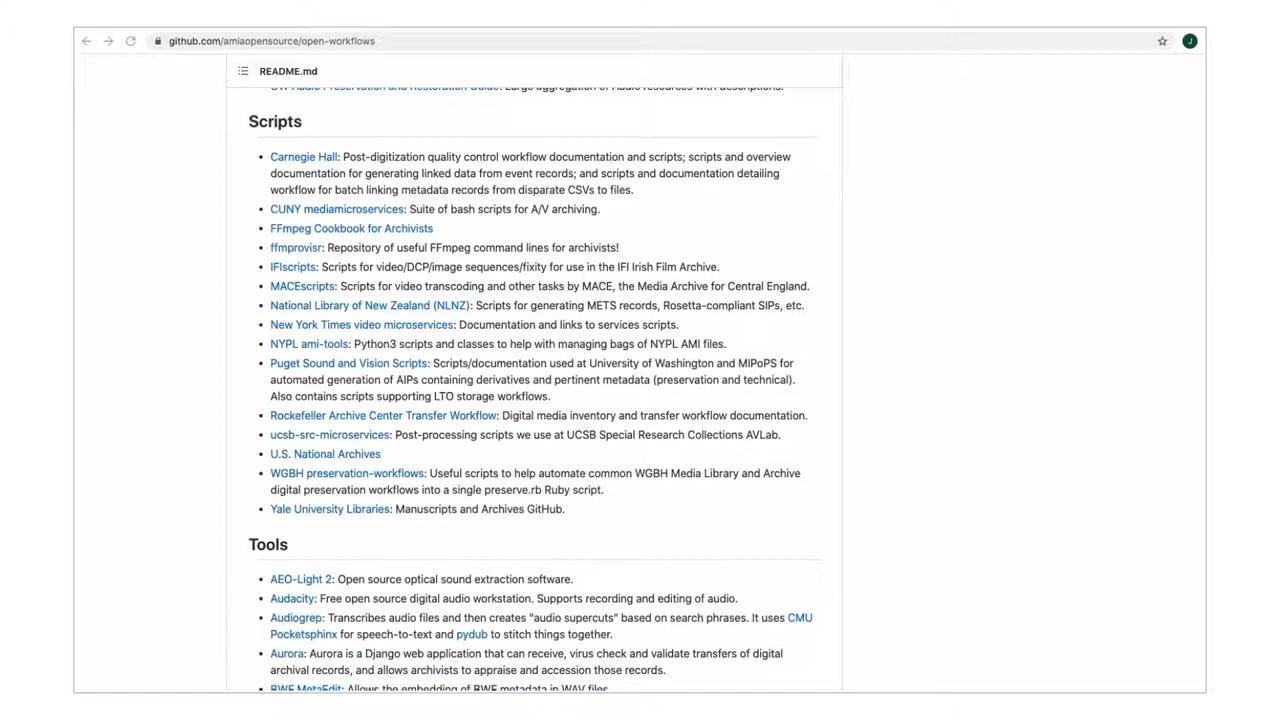 github.com/amiaopensource/open-workflows
J
README.md
UW Audio Preservation and Restoration Guide: Large aggregation of Audio resources with descriptions.
Scripts
• Carnegie Hall: Post-digitization quality control workflow documentation and scripts; scripts and overview
documentation for generating linked data from event records; and scripts and documentation detailing
workflow for batch linking metadata records from disparate CSVs to files.
• CUNY mediamicroservices: Suite of bash scripts for A/V archiving.
• FFmpeg Cookbook for Archivists
• ffmprovisr: Repository of useful FFmpeg command lines for archivists!
• IFIscripts: Scripts for video/DCP/image sequences/fixity for use in the IFI Irish Film Archive.
• MACEscripts: Scripts for video transcoding and other tasks by MACE, the Media Archive for Central England.
• National Library of New Zealand (NLNZ): Scripts for generating METS records, Rosetta-compliant SIPs, etc.
• New York Times video microservices: Documentation and links to services scripts.
• NYPL ami-tools: Python3 scripts and classes to help with managing bags of NYPL AMI files.
• Puget Sound and Vision Scripts: Scripts/documentation used at University of Washington and MIPoPS for
automated generation of AIPs containing derivatives and pertinent metadata (preservation and technical).
Also contains scripts supporting LTO storage workflows.
• Rockefeller Archive Center Transfer Workflow: Digital media inventory and transfer workflow documentation.
• ucsb-src-microservices: Post-processing scripts we use at UCSB Special Research Collections AVLab.
• U.S. National Archives
• WGBH preservation-workflows: Useful scripts to help automate common WGBH Media Library and Archive
digital preservation workflows into a single preserve.rb Ruby script.
• Yale University Libraries: Manuscripts and Archives GitHub.
Tools
• AEO-Light 2: Open source optical sound extraction software.
• Audacity: Free open source digital audio workstation. Supports recording and editing of audio.
• Audiogrep: Transcribes audio files and then creates "audio supercuts" based on search phrases. It uses CMU
Pocketsphinx for speech-to-text and pydub to stitch things together.
• Aurora: Aurora is a Django web application that can receive, virus check and validate transfers of digital
archival records, and allows archivists to appraise and accession those records.
• BWF MetaEdit: Allows the embedding of BWF metadata in WAV files.